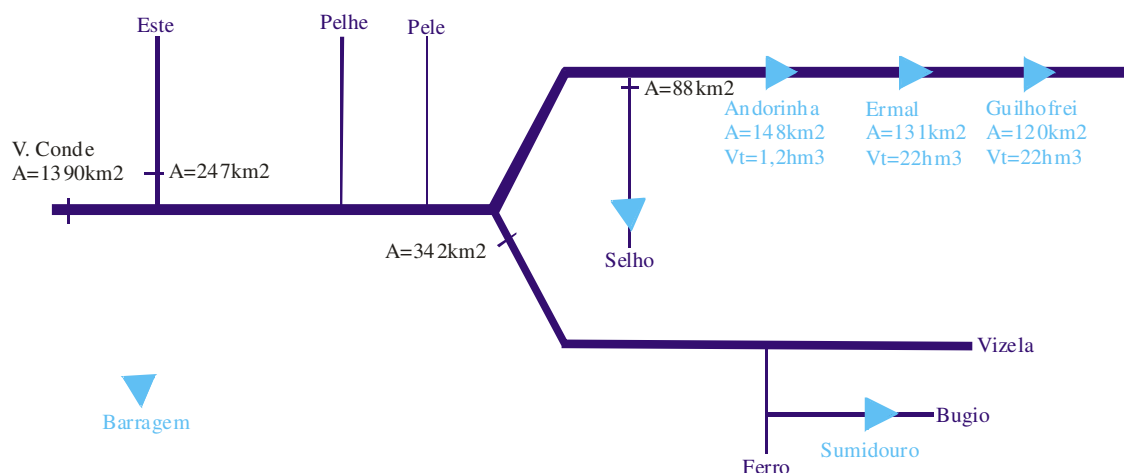 Este
Pelhe
Pele
A=88km2
Andorinha
A=148km2
Vt=1,2hm3
Ermal
A=131km2
Vt=22hm3
Guilhofrei
A=120km2
Vt=22hm3
V. Conde
A=1390km2
A=247km2
A=342km2
Selho
Vizela
Barragem
Bugio
Sumidouro
Ferro